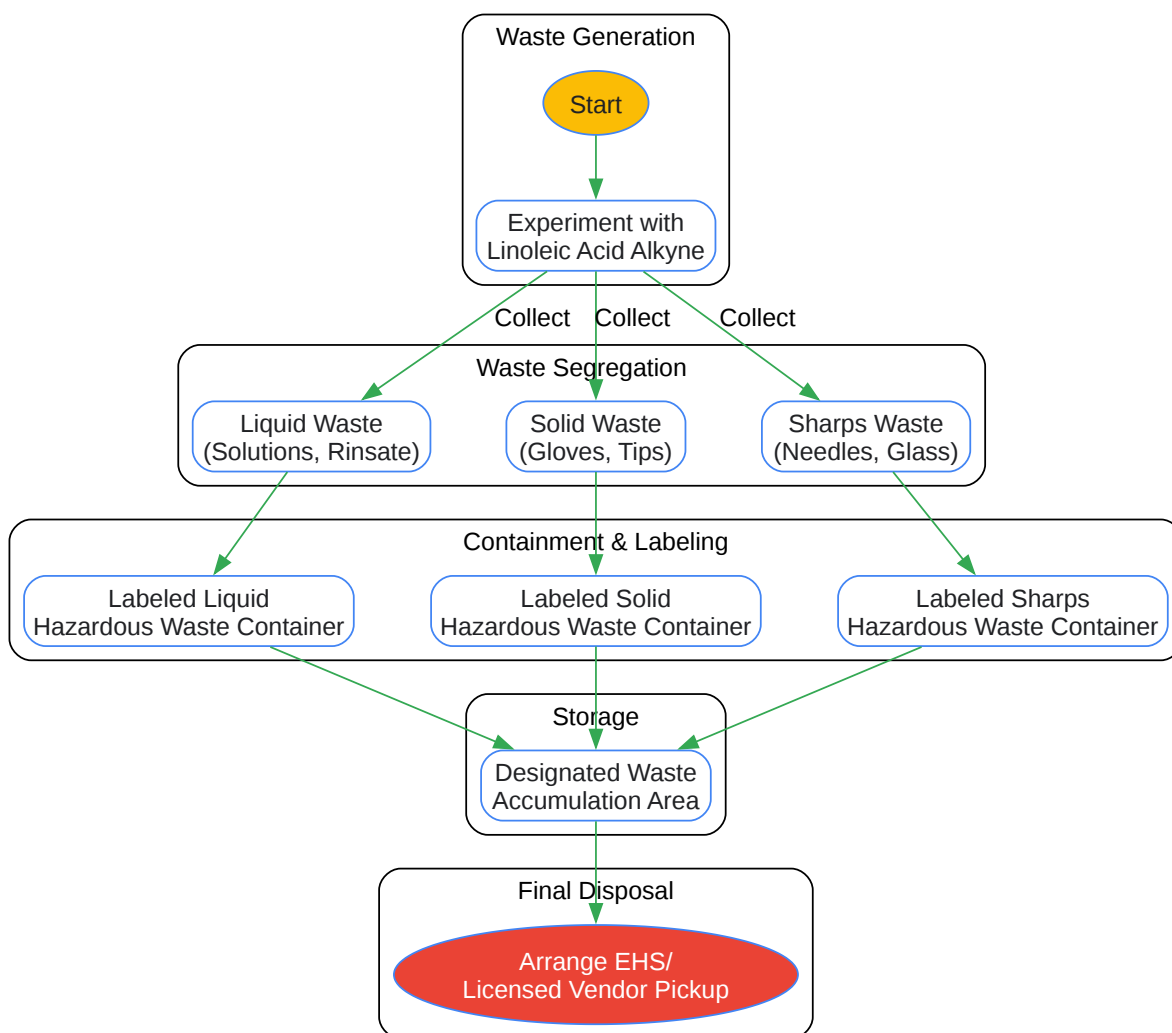 Waste Generation
Start
Experiment with
Linoleic Acid Alkyne
Collect
Collect
Collect
Waste Segregation
Liquid Waste
(Solutions, Rinsate)
Solid Waste
(Gloves, Tips)
Sharps Waste
(Needles, Glass)
Containment & Labeling
Labeled Liquid
Hazardous Waste Container
Labeled Solid
Hazardous Waste Container
Labeled Sharps
Hazardous Waste Container
Storage
Designated Waste
Accumulation Area
Final Disposal
Arrange EHS/
Licensed Vendor Pickup